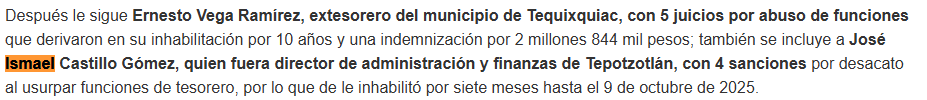 Después le sigue Ernesto Vega Ramírez, extesorero del municipio de Tequixquiac, con 5 juicios por abuso de funciones
que derivaron en su inhabilitación por 10 años y una indemnización por 2 millones 844 mil pesos; también se incluye a José
Ismael Castillo Gómez, quien fuera director de administración y finanzas de Tepotzotlán, con 4 sanciones por desacato
al usurpar funciones de tesorero, por lo que de le inhabilitó por siete meses hasta el 9 de octubre de 2025.